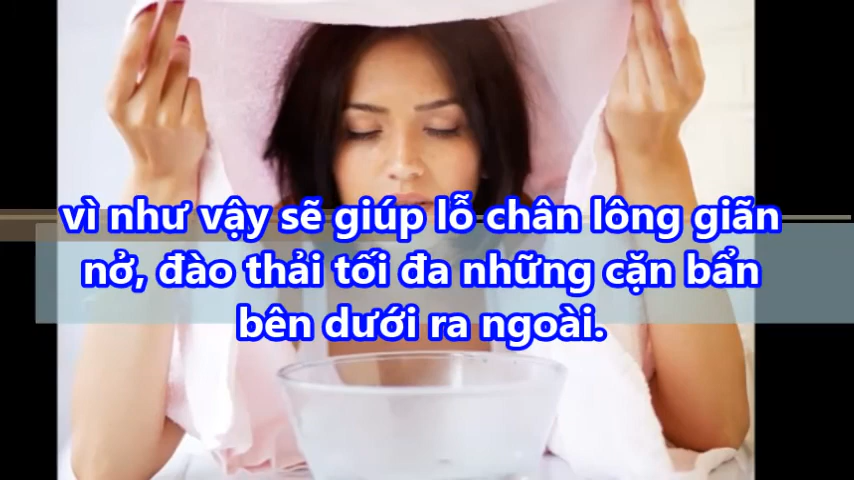 vì như vậy sẽ giúp lỗ chân lông giãn
nở, đào thải tối đa những cặn bẩn
bên dưới ra ngoài.